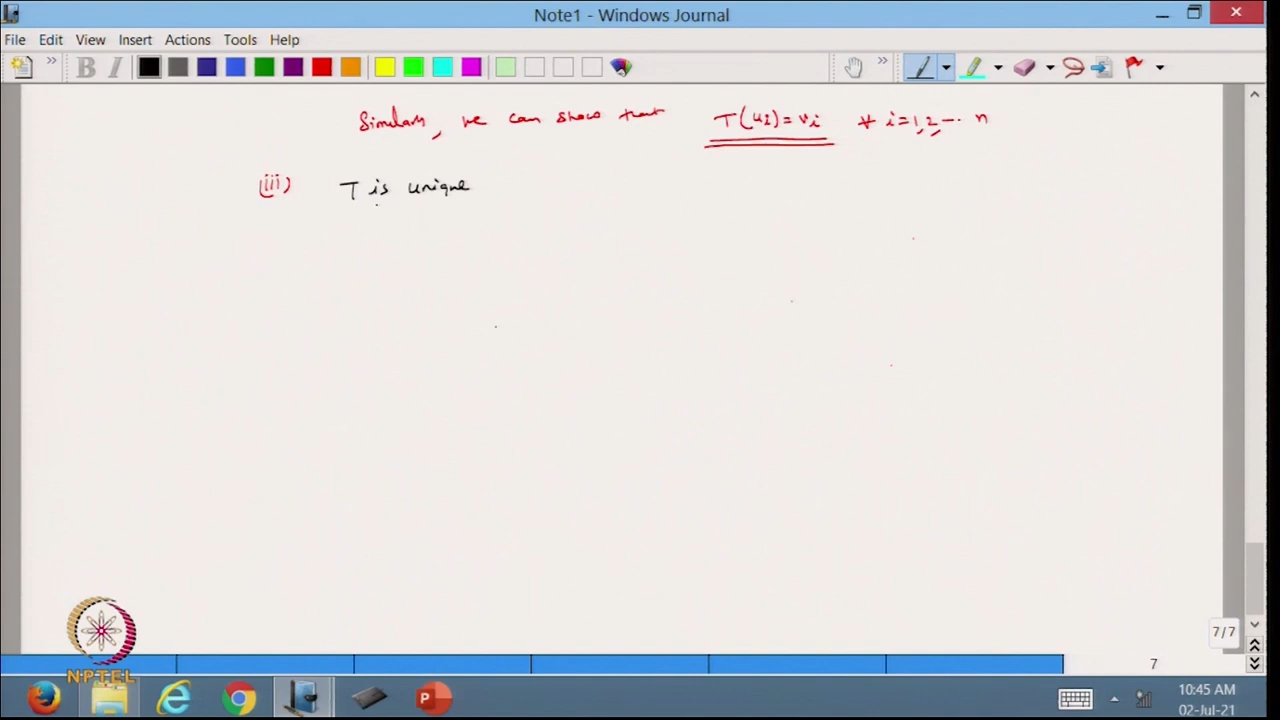 Note1 - Windows Journal
File Edit View Insert Actions Tools Help
B I
Similarly, we can show that T(ui)=vi ∀ i=1,2,--- n
(iii) T is unique
7/7
7
NPTEL
10:45 AM
02-Jul-21